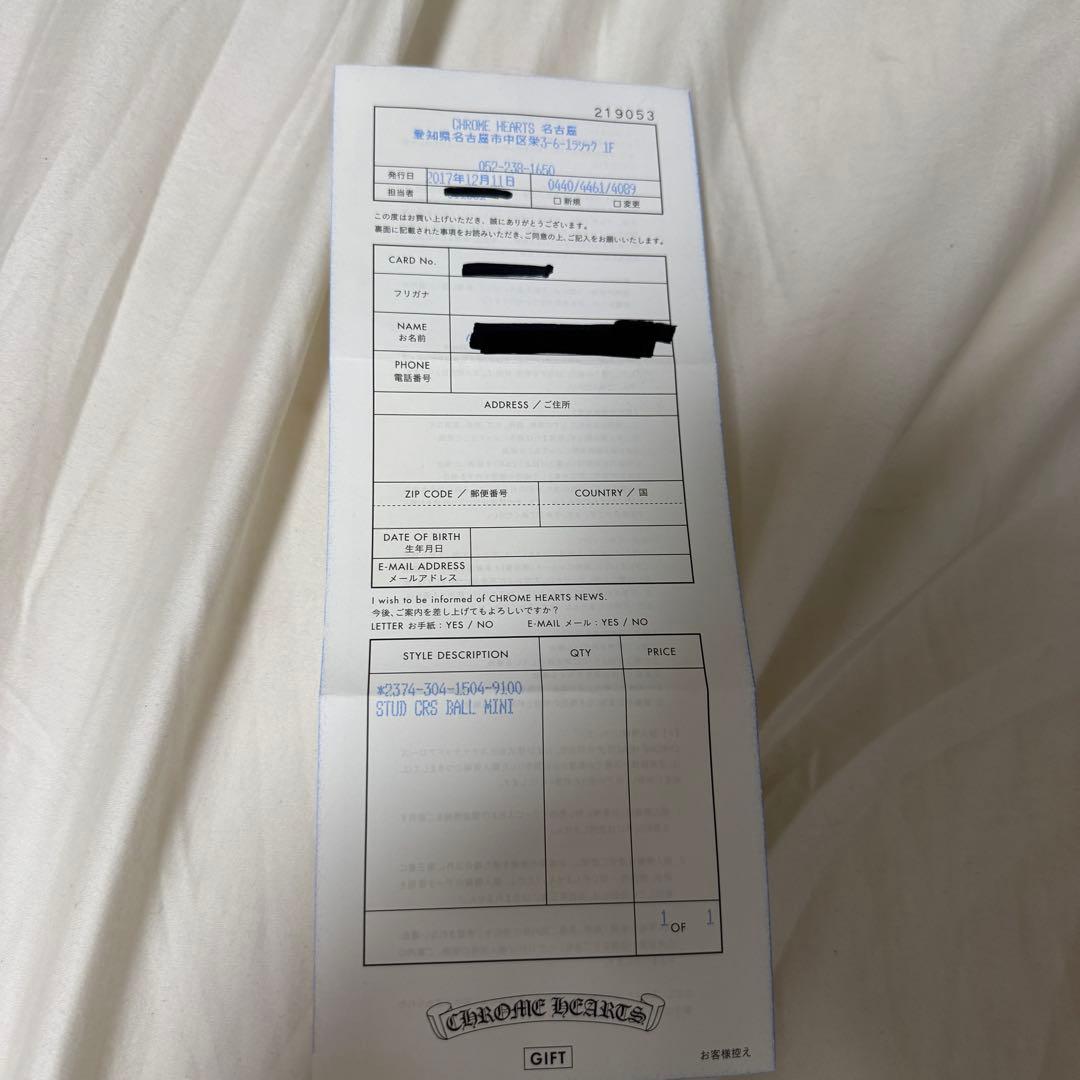 219053
CHROME HEARTS 名古屋
愛知県名古屋市中区栄3-6-1ラシック 1F
052-238-1650
発行日 2017年12月11日 0440/4461/4089
担当者 □ 新規 □ 変更
この度はお買い上げいただき、誠にありがとうございます。
裏面に記載された事項をお読みいただき、ご同意の上、ご記入をお願いいたします。
CARD No.
フリガナ
NAME
お名前
PHONE
電話番号
ADDRESS / ご住所
ZIP CODE / 郵便番号 COUNTRY / 国
DATE OF BIRTH
生年月日
E-MAIL ADDRESS
メールアドレス
I wish to be informed of CHROME HEARTS NEWS.
今後、ご案内を差し上げてもよろしいですか？
LETTER お手紙 : YES / NO E-MAIL メール : YES / NO
STYLE DESCRIPTION QTY PRICE
*2374-304-1504-9100
STUD CRS BALL MINI
1 OF 1
CHROME HEARTS
GIFT
お客様控え